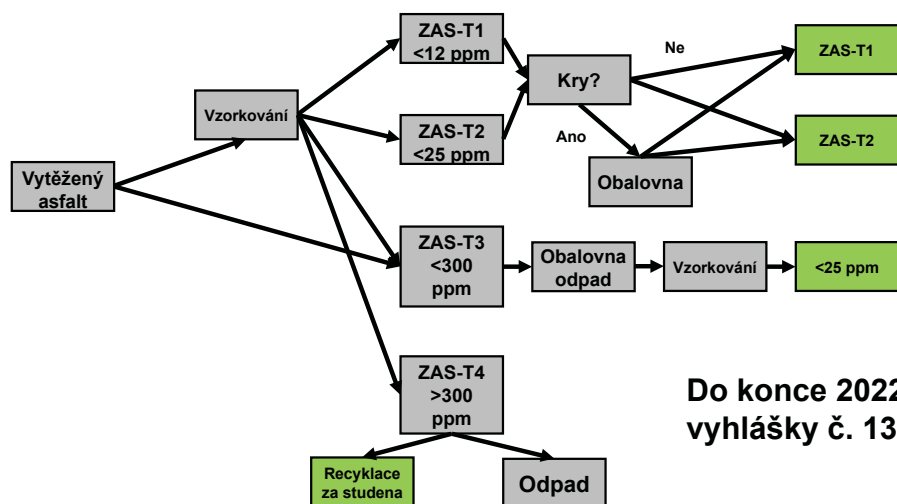 ZAS-T1
<12 ppm
Ne
ZAS-T1
Kry?
Vzorkování
ZAS-T2
<25 ppm
Ano
ZAS-T2
Obalovna
Vytěžený
asfalt
ZAS-T3
<300
ppm
Obalovna
odpad
Vzorkování
<25 ppm
ZAS-T4
>300
ppm
Do konce 2022
vyhlášky č. 13
Recyklace
za studena
Odpad